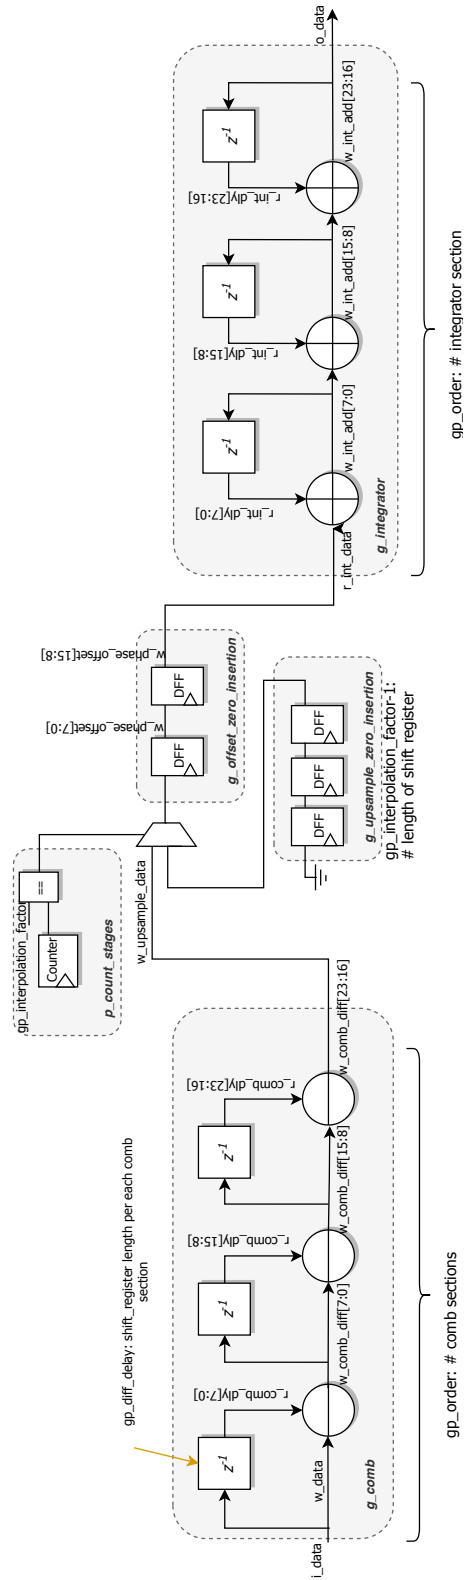 i_data
w_data
z-1
r_comb_dly[7:0]
w_comb_diff[7:0]
z-1
r_comb_dly[15:8]
w_comb_diff[15:8]
z-1
r_comb_dly[23:16]
w_comb_diff[23:16]
g_comb
gp_order: # comb sections
gp_diff_delay: shift_register length per each comb
section
gp_interpolation_factor
Counter
==
p_count_stages
w_upsample_data
DFF
w_phase_offset[7:0]
DFF
w_phase_offset[15:8]
g_offset_zero_insertion
DFF
DFF
DFF
g_upsample_zero_insertion
gp_interpolation_factor-1:
# length of shift register
r_int_data
z-1
r_int_dly[7:0]
w_int_add[7:0]
z-1
r_int_dly[15:8]
w_int_add[15:8]
z-1
r_int_dly[23:16]
w_int_add[23:16]
g_integrator
o_data
gp_order: # integrator section